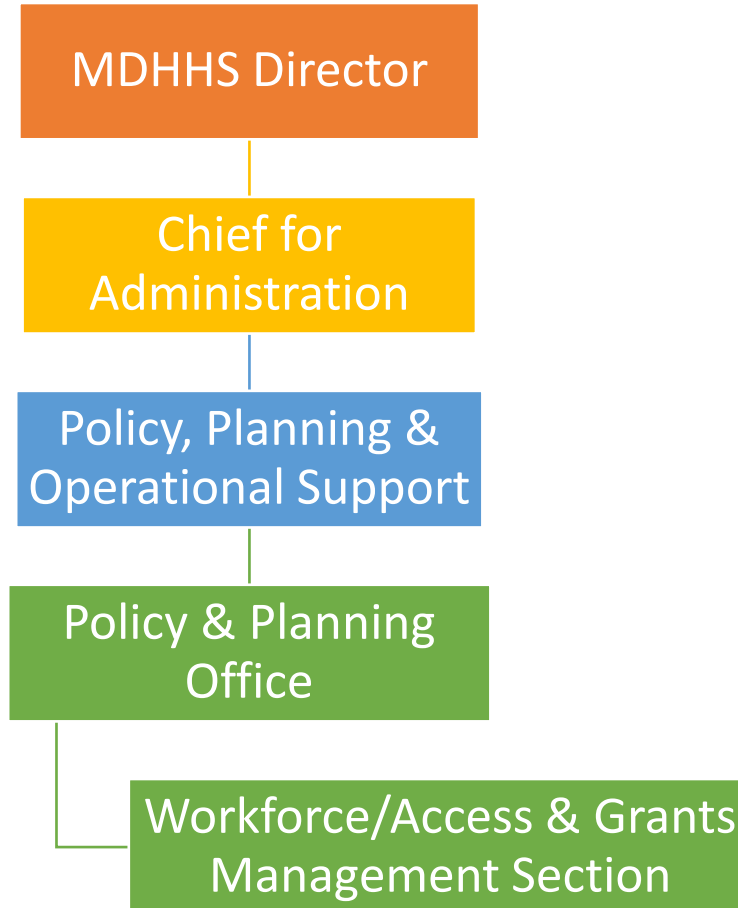 MDHHS Director
Chief for
Administration
Policy, Planning &
Operational Support
Policy & Planning
Office
Workforce/Access & Grants
Management Section